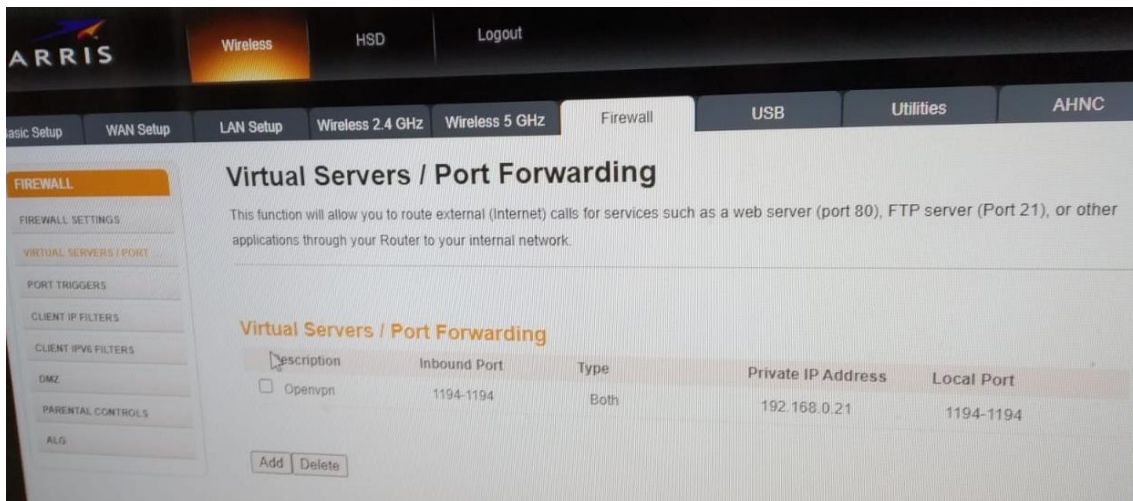 ARRIS
Wireless HSD Logout
asic Setup WAN Setup LAN Setup Wireless 2.4 GHz Wireless 5 GHz Firewall USB Utilities AHNC
FIREWALL
FIREWALL SETTINGS
VIRTUAL SERVERS / PORT
PORT TRIGGERS
CLIENT IP FILTERS
CLIENT IPV6 FILTERS
DMZ
PARENTAL CONTROLS
ALG
Virtual Servers / Port Forwarding
This function will allow you to route external (Internet) calls for services such as a web server (port 80), FTP server (Port 21), or other
applications through your Router to your internal network.
Virtual Servers / Port Forwarding
Description Inbound Port Type Private IP Address Local Port
Openvpn 1194-1194 Both 192.168.0.21 1194-1194
Add Delete